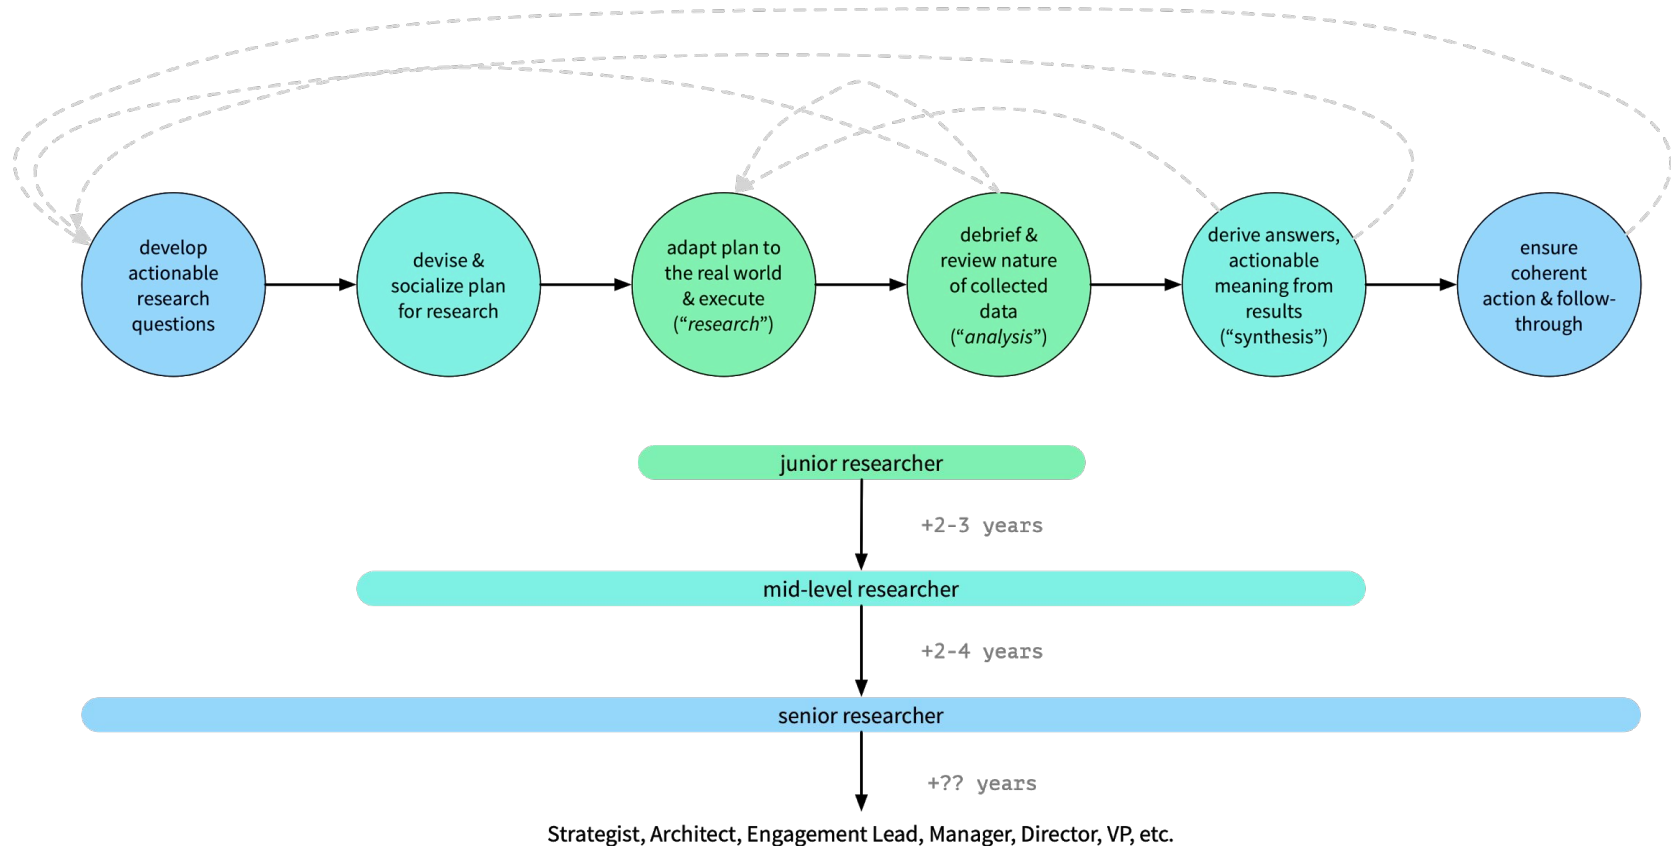 develop
actionable
research
questions
devise &
socialize plan
for research
adapt plan to
the real world
& execute
(“research”)
debrief &
review nature
of collected
data
(“analysis”)
derive answers,
actionable
meaning from
results
(“synthesis”)
ensure
coherent
action & follow-
through
junior researcher
+2-3 years
mid-level researcher
+2-4 years
senior researcher
+?? years
Strategist, Architect, Engagement Lead, Manager, Director, VP, etc.